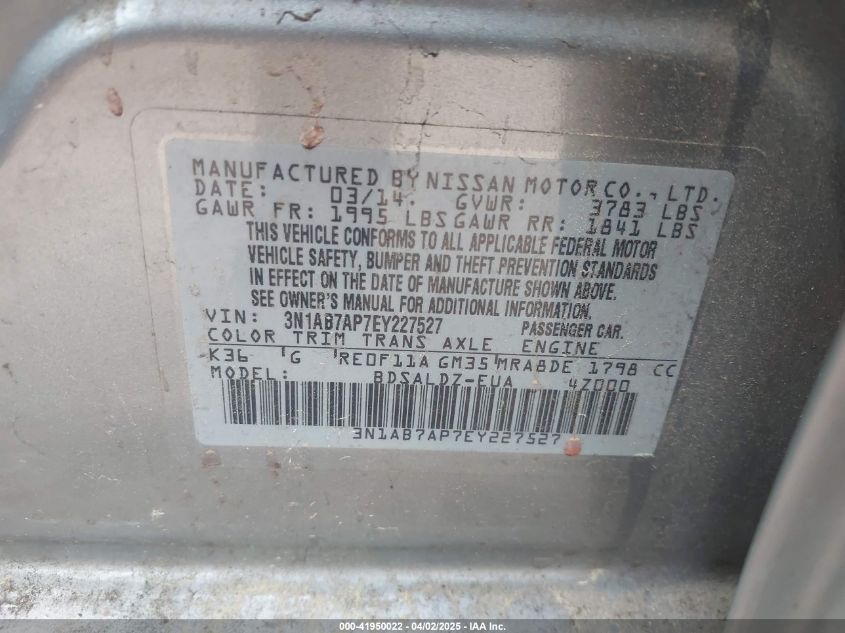 MANUFACTURED BY NISSAN MOTOR CO., LTD.
DATE: 03/14. GVWR: 3783 LBS
GAWR FR: 1995 LBS GAWR RR: 1841 LBS
THIS VEHICLE CONFORMS TO ALL APPLICABLE FEDERAL MOTOR
VEHICLE SAFETY, BUMPER AND THEFT PREVENTION STANDARDS
IN EFFECT ON THE DATE OF MANUFACTURE SHOWN ABOVE.
SEE OWNER'S MANUAL FOR ADDITIONAL INFORMATION.
VIN: 3N1AB7AP7EY227527 PASSENGER CAR.
COLOR TRIM TRANS AXLE ENGINE
K36 G RE0F11A GM35 MRA8DE 1798 CC
MODEL: BDSALDZ-EUA 4Z000
3N1AB7AP7EY227527
000-41950022 - 04/02/2025 - IAA Inc.